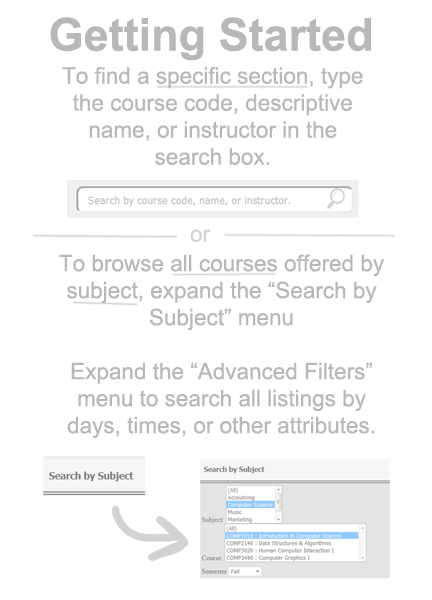 Getting Started
To find a specific section, type
the course code, descriptive
name, or instructor in the
search box.
Search by course code, name, or instructor.
or
To browse all courses offered by
subject, expand the “Search by
Subject” menu
Expand the “Advanced Filters”
menu to search all listings by
days, times, or other attributes.
Search by Subject
Search by Subject
(All)
Accoutning
Computer Science
Music
Subject: Marketing
(All)
COMP1010 : Introduction to Computer Science
COMP2140 : Data Structures & Algorithms
COMP3020 : Human Computer Interaction I
Course: COMP3490 : Computer Graphics I
Semester Fall